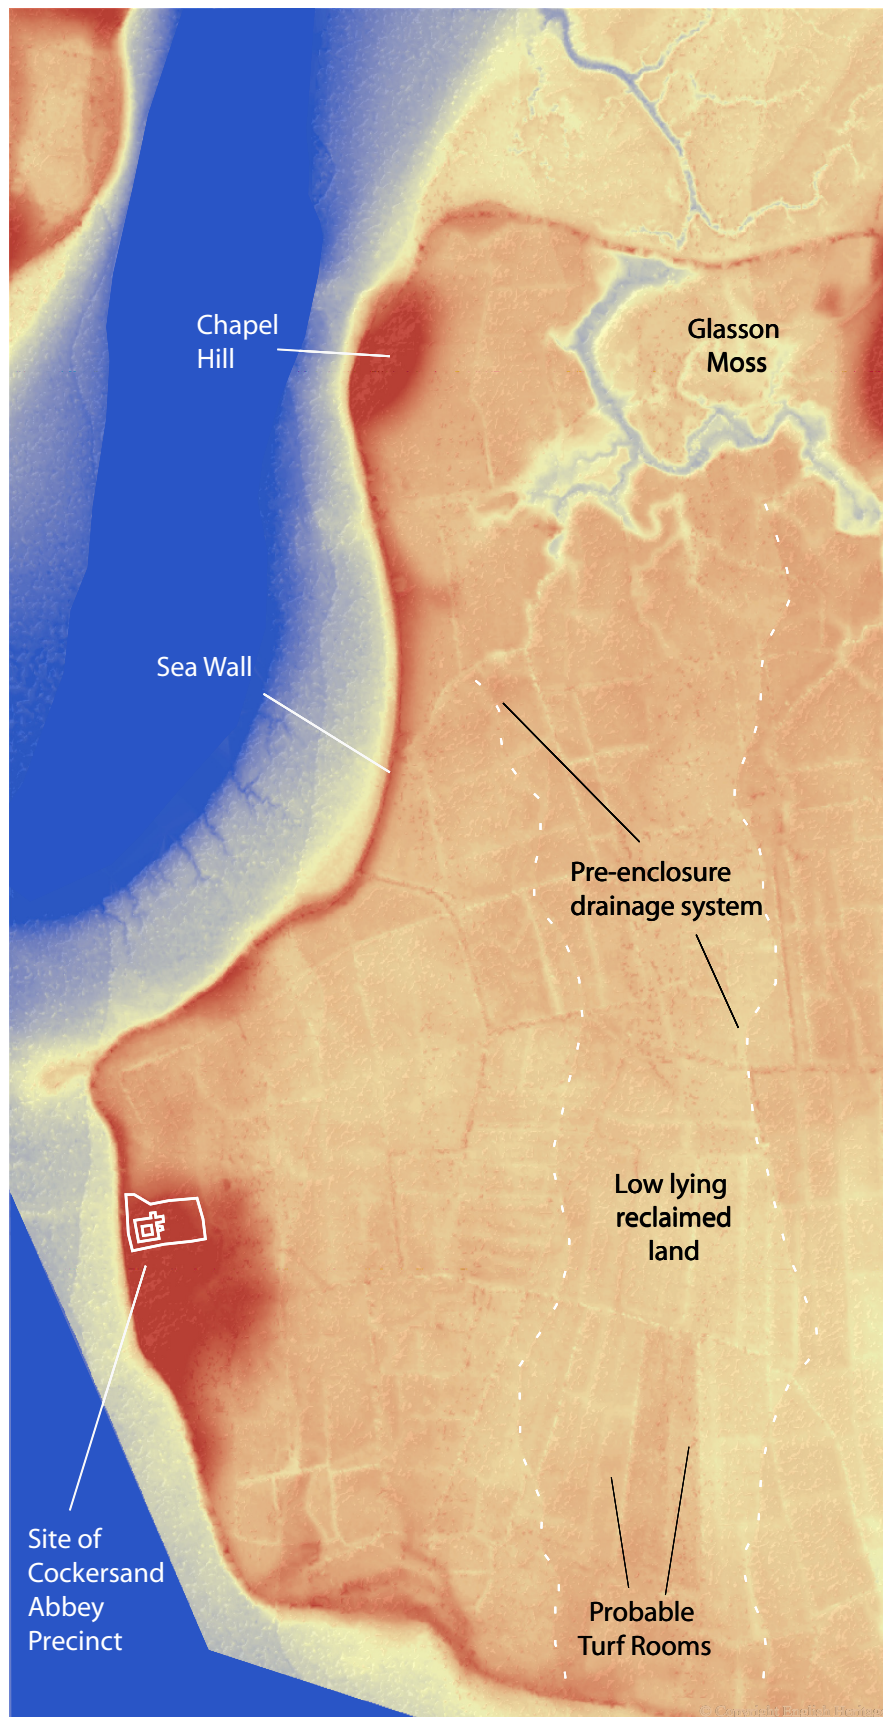 Chapel
Hill
Glasson
Moss
Sea Wall
Pre-enclosure
drainage system
Low lying
reclaimed
land
Site of
Cockersand
Abbey
Precinct
Probable
Turf Rooms